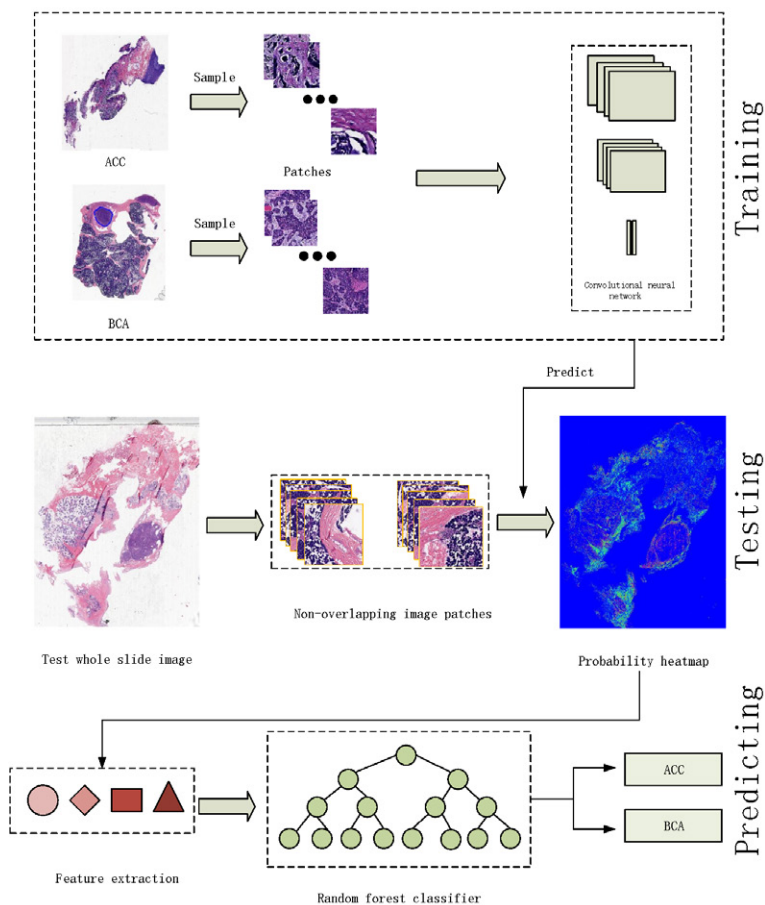 Sample
ACC
Patches
Sample
BCA
Convolutional neural
network
Training
Predict
Non-overlapping image patches
Test whole slide image
Probability heatmap
Testing
Feature extraction
Random forest classifier
ACC
BCA
Predicting